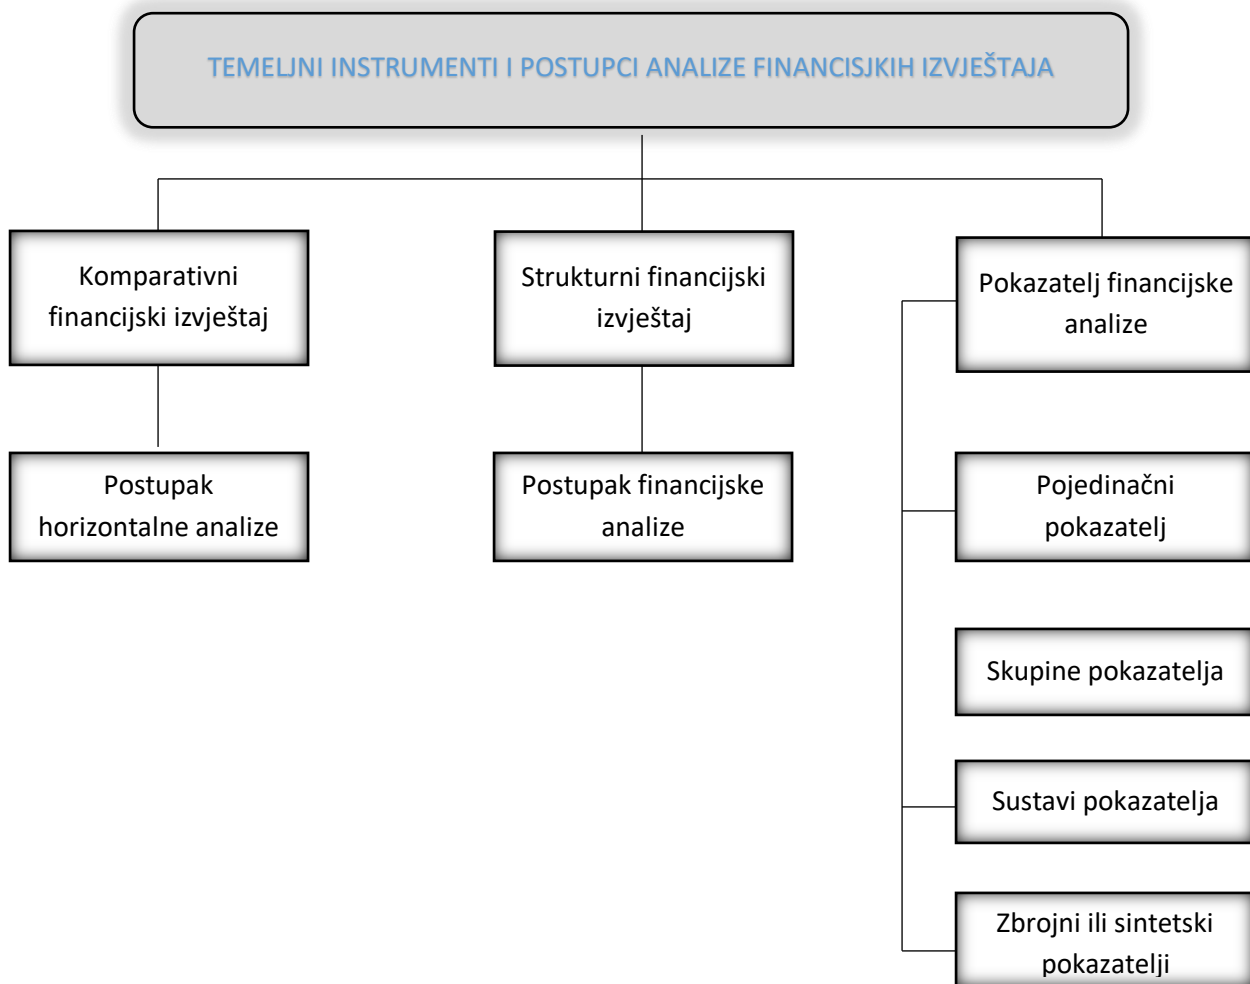 TEMELJNI INSTRUMENTI I POSTUPCI ANALIZE FINANCISJKIH IZVJEŠTAJA
Komparativni
financijski izvještaj
Strukturni financijski
izvještaj
Pokazatelj financijske
analize
Postupak
horizontalne analize
Postupak financijske
analize
Pojedinačni
pokazatelj
Skupine pokazatelja
Sustavi pokazatelja
Zbrojni ili sintetski
pokazatelji